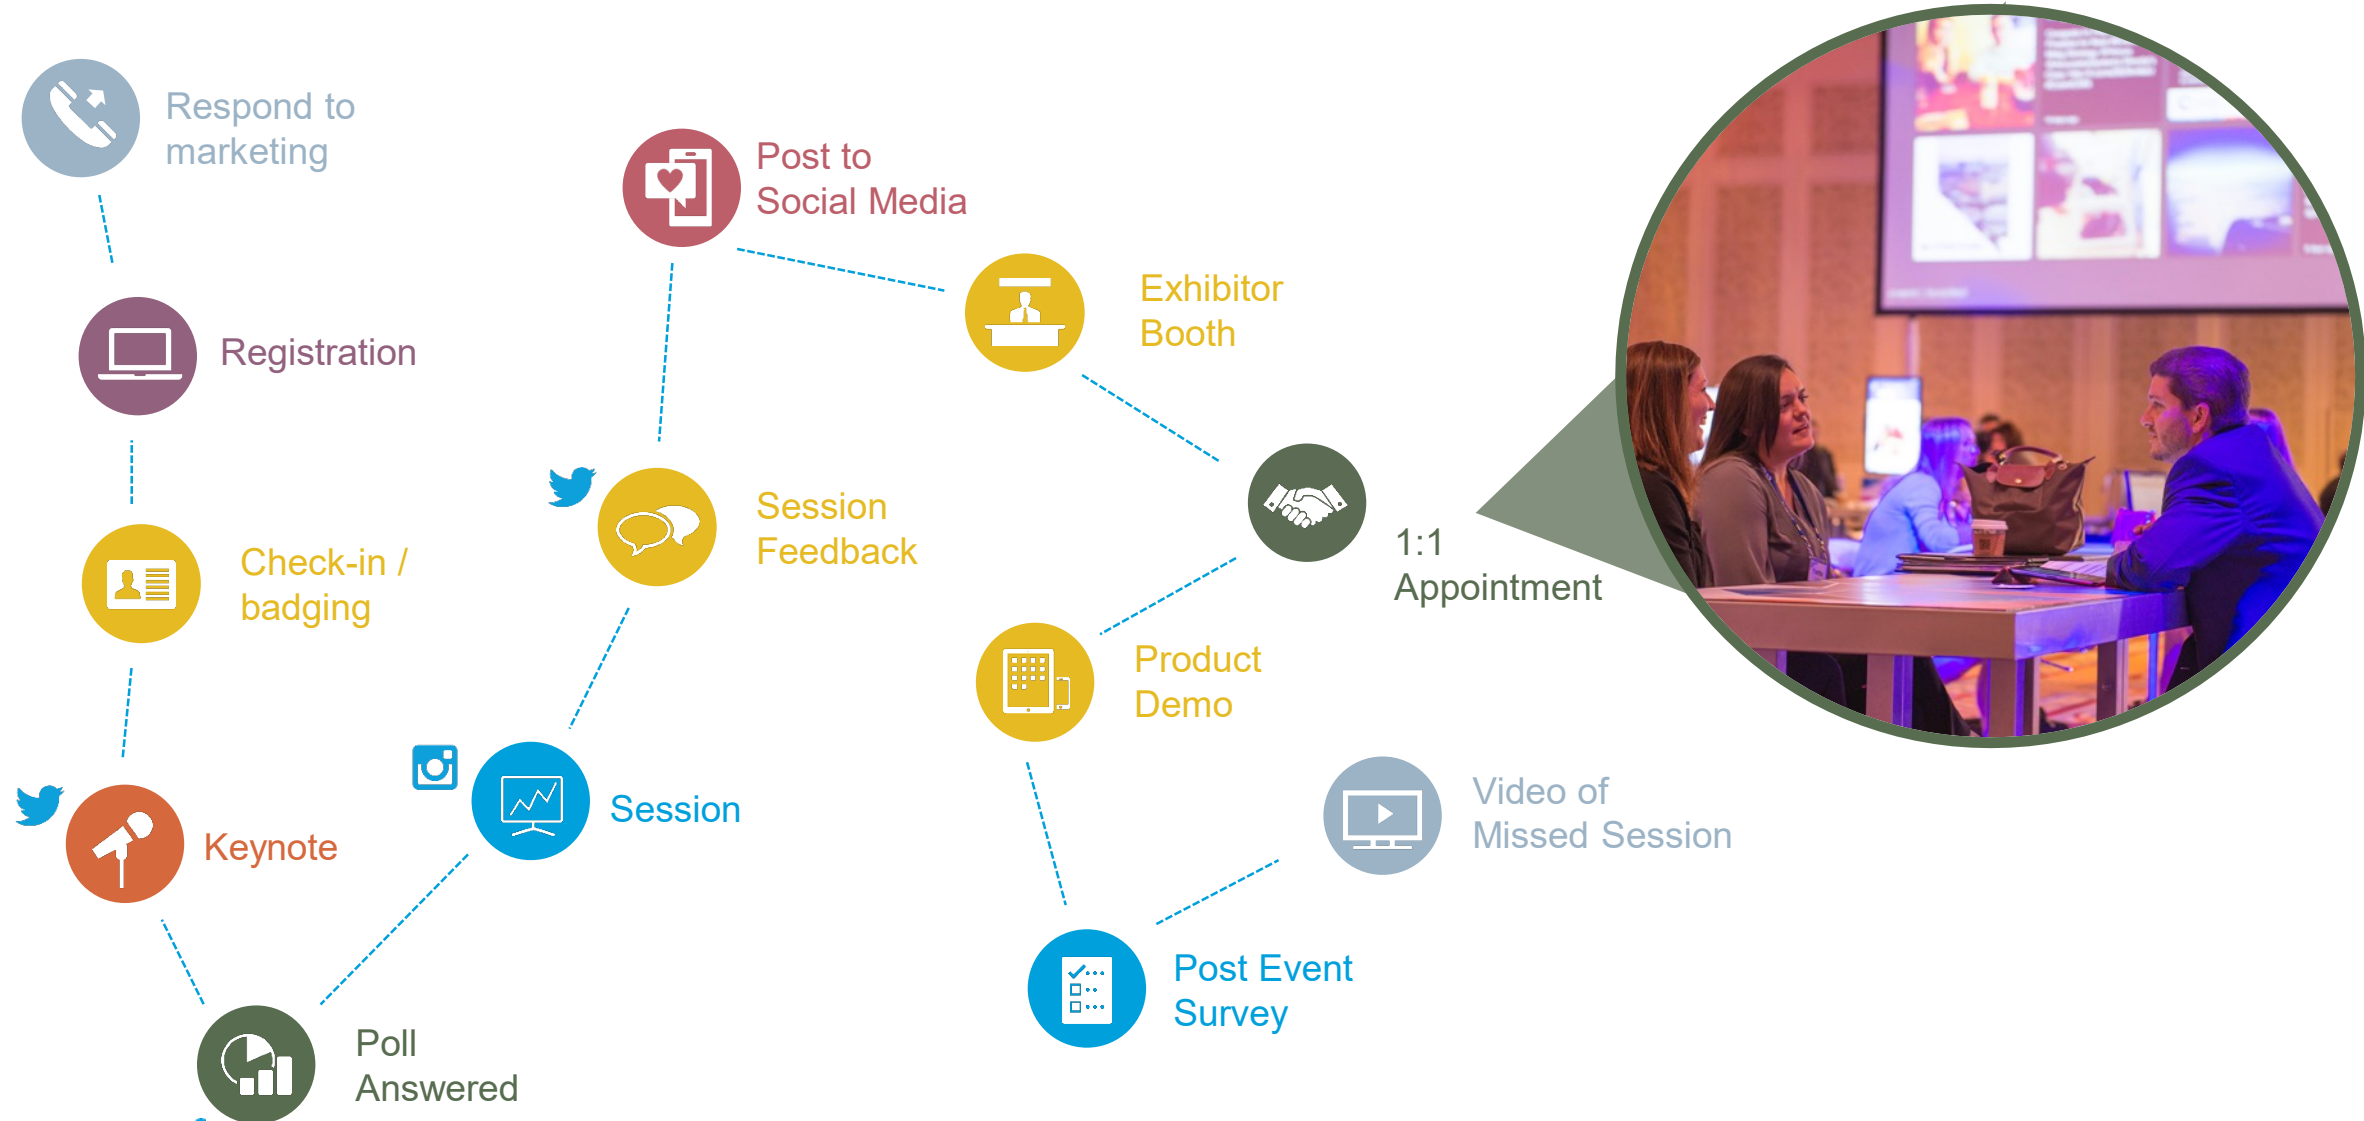 Respond to
marketing
Registration
Check-in /
badging
Keynote
Poll
Answered
Session
Session
Feedback
Post to
Social Media
Exhibitor
Booth
1:1
Appointment
Product
Demo
Post Event
Survey
Video of
Missed Session